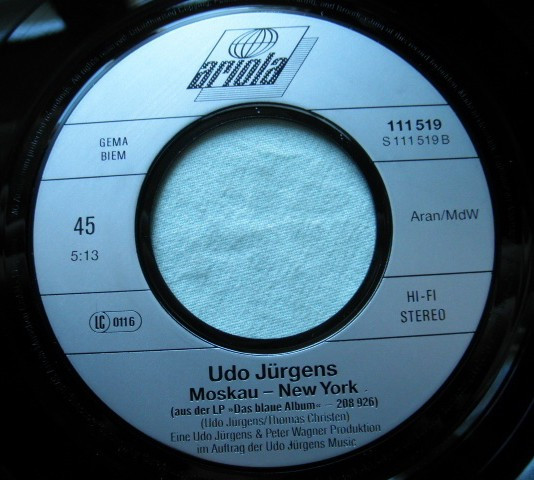 ariola
GEMA
BIEM
111 519
S 111 519 B
45
5:13
Aran/MdW
LC 0116
HI-FI
STEREO
Udo Jürgens
Moskau – New York
(aus der LP »Das blaue Album« – 208 926)
(Udo Jürgens/Thomas Christen)
Eine Udo Jürgens & Peter Wagner Produktion
im Auftrag der Udo Jürgens Music